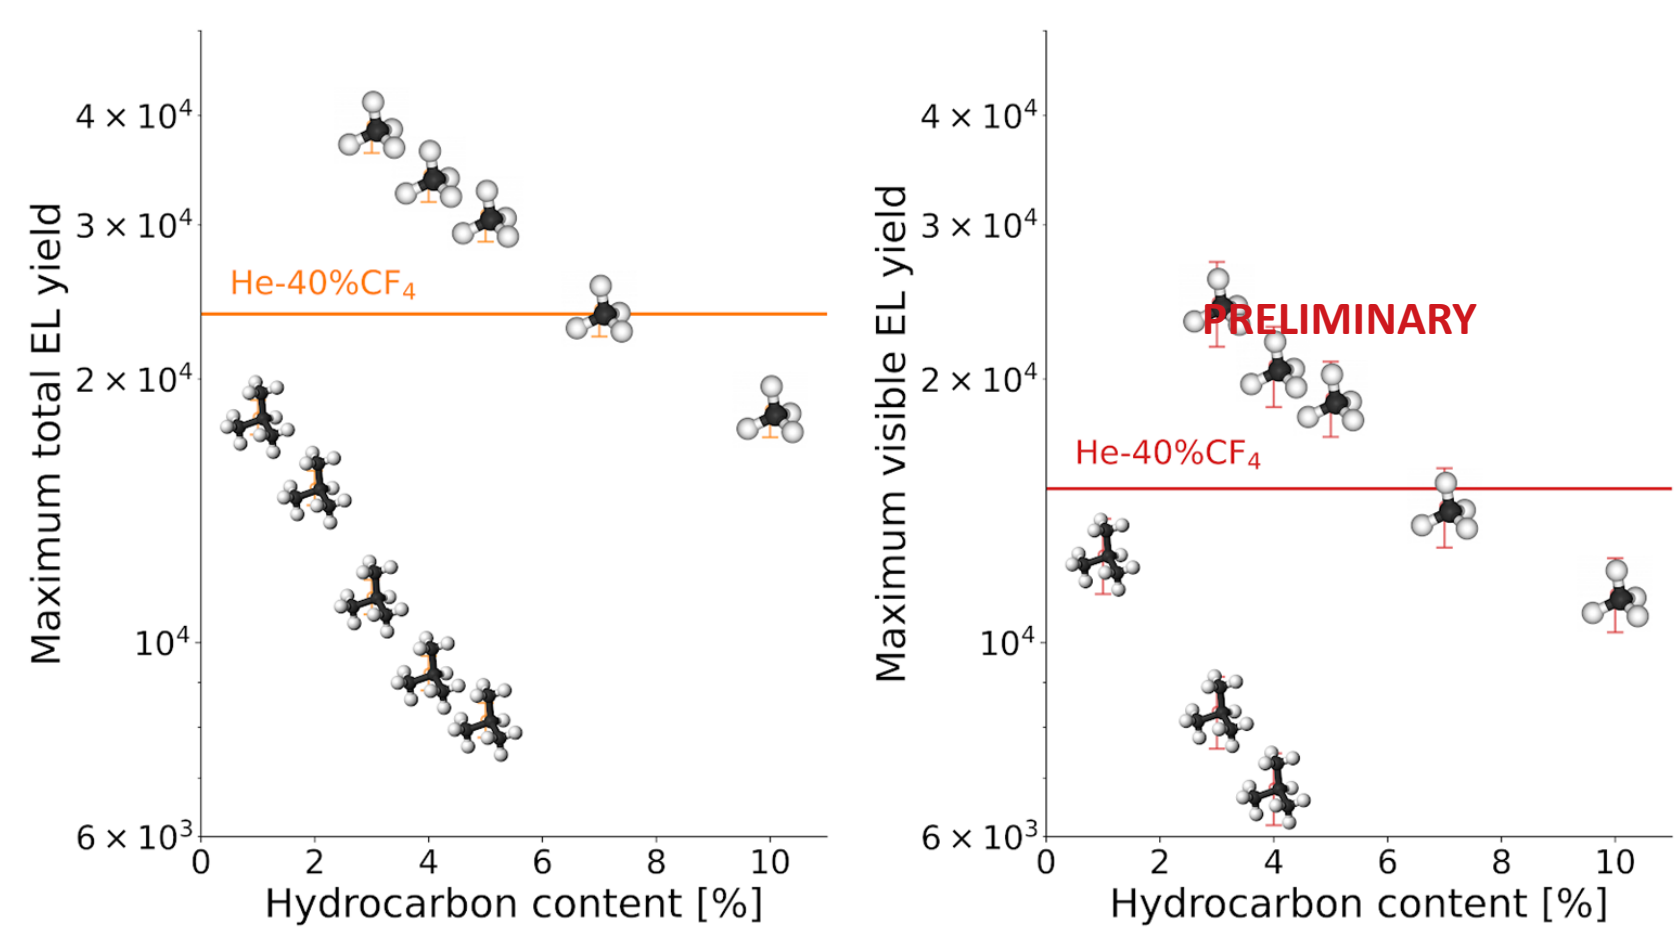 Maximum total EL yield
4 × 10⁴
3 × 10⁴
2 × 10⁴
10⁴
6 × 10³
He-40%CF₄
0 2 4 6 8 10
Hydrocarbon content [%]
Maximum visible EL yield
4 × 10⁴
3 × 10⁴
2 × 10⁴
10⁴
6 × 10³
PRELIMINARY
He-40%CF₄
0 2 4 6 8 10
Hydrocarbon content [%]